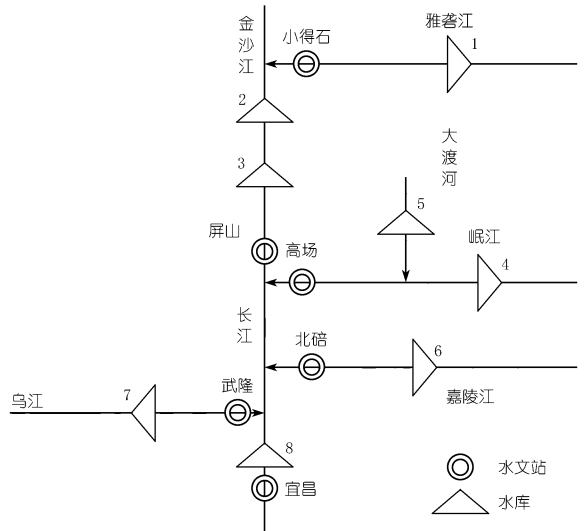 金沙江
小得石
雅砻江
1
2
大渡河
3
5
屏山
高场
岷江
4
长江
北碚
6
嘉陵江
武隆
7
乌江
8
宜昌
水文站
水库